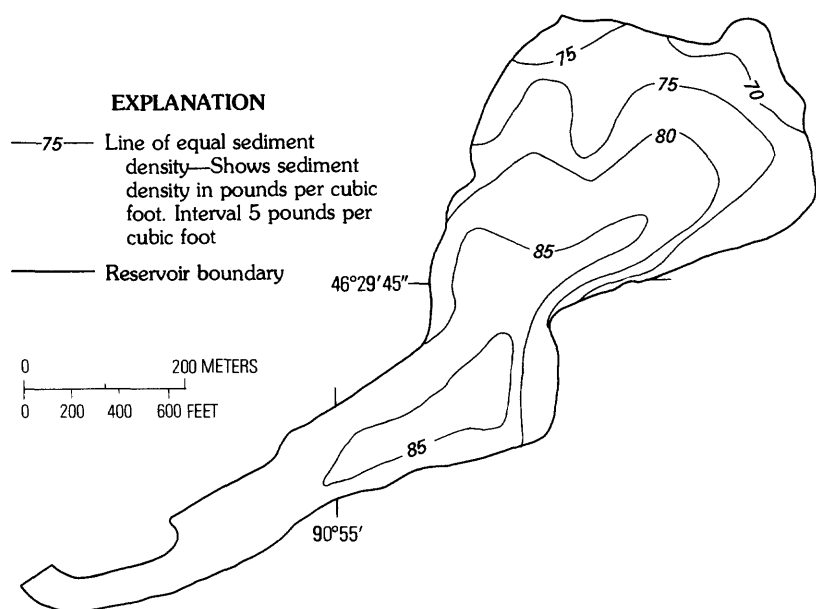 EXPLANATION
—75— Line of equal sediment
density—Shows sediment
density in pounds per cubic
foot. Interval 5 pounds per
cubic foot
Reservoir boundary
0 200 METERS
0 200 400 600 FEET
75
70
75
80
85
46°29'45"
85
90°55'